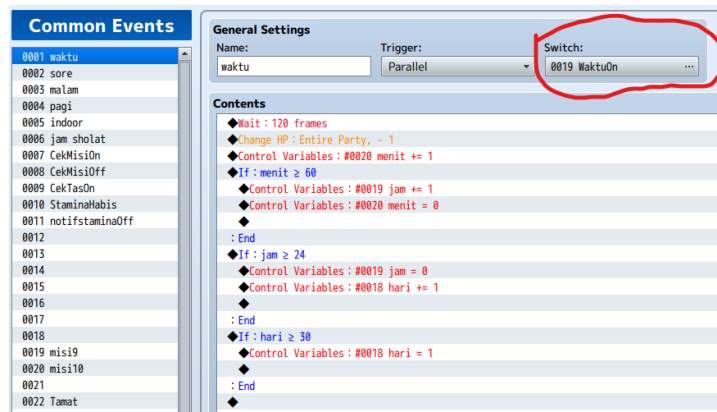 Common Events
0001 waktu
0002 sore
0003 malam
0004 pagi
0005 indoor
0006 jam sholat
0007 CekMisiOn
0008 CekMisiOff
0009 CekTasOn
0010 StaminaHabis
0011 notifstaminaOff
0012
0013
0014
0015
0016
0017
0018
0019 misi9
0020 misi10
0021
0022 Tamat
General Settings
Name: Trigger: Switch:
waktu Parallel 0019 WaktuOn ...
Contents
◆Wait：120 frames
◆Change HP：Entire Party, - 1
◆Control Variables：#0020 menit += 1
◆If：menit ≥ 60
◆Control Variables：#0019 jam += 1
◆Control Variables：#0020 menit = 0
◆
：End
◆If：jam ≥ 24
◆Control Variables：#0019 jam = 0
◆Control Variables：#0018 hari += 1
◆
：End
◆If：hari ≥ 30
◆Control Variables：#0018 hari = 1
◆
：End
◆